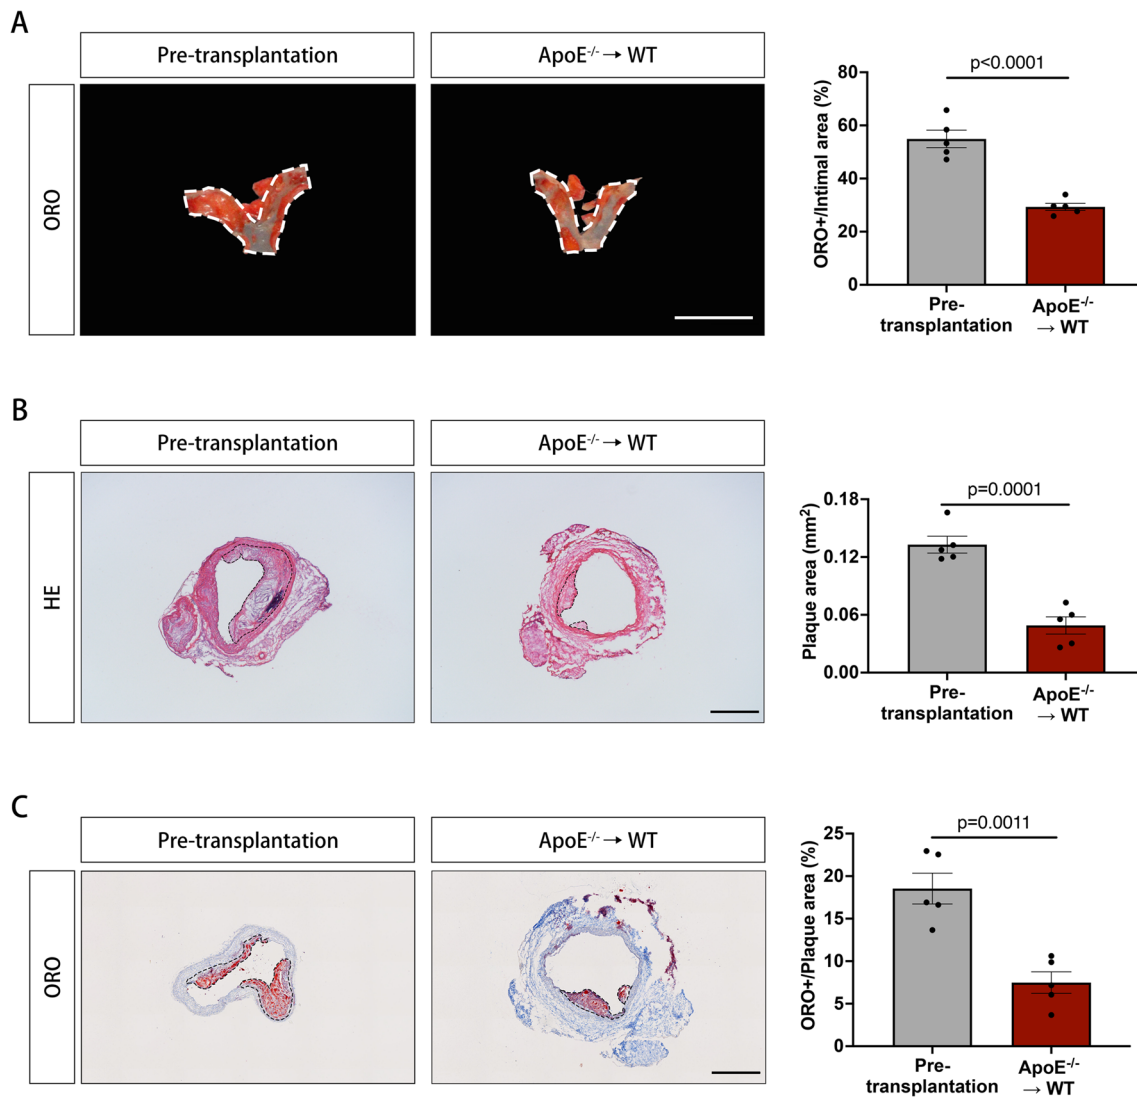 A
Pre-transplantation
ApoE-/- → WT
ORO
p<0.0001
ORO+/Intimal area (%)
80
60
40
20
0
Pre-
transplantation
ApoE-/-
→ WT
B
Pre-transplantation
ApoE-/- → WT
HE
p=0.0001
Plaque area (mm2)
0.18
0.12
0.06
0.00
Pre-
transplantation
ApoE-/-
→ WT
C
Pre-transplantation
ApoE-/- → WT
ORO
p=0.0011
ORO+/Plaque area (%)
25
20
15
10
5
0
Pre-
transplantation
ApoE-/-
→ WT